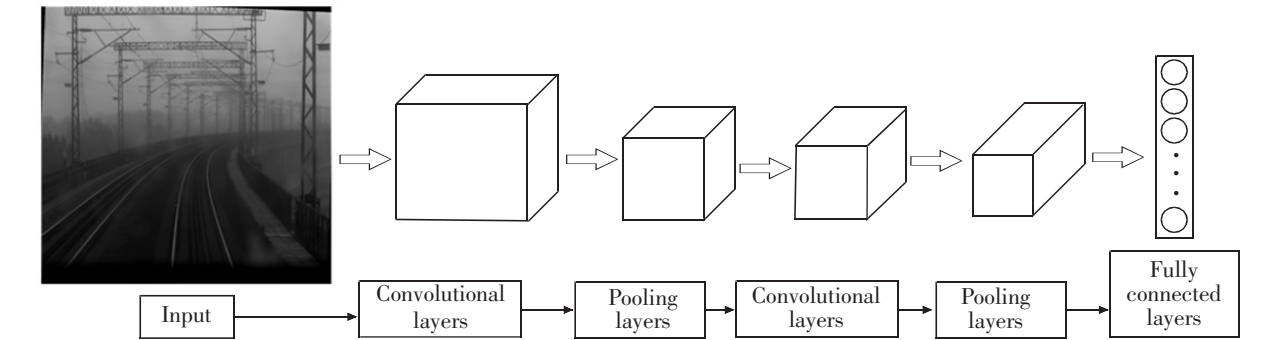 Input
Convolutional
layers
Pooling
layers
Convolutional
layers
Pooling
layers
Fully
connected
layers